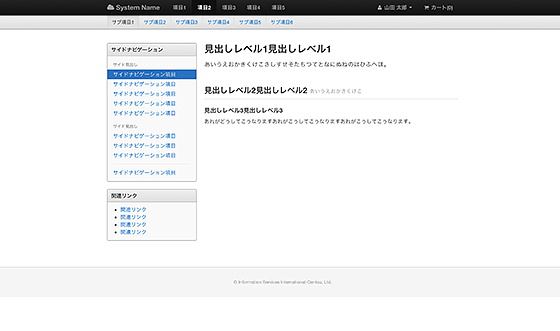 System Name 項目1 項目2 項目3 項目4 項目5 山田 太郎 カート(0)
サブ項目1 サブ項目2 サブ項目3 サブ項目4 サブ項目5 サブ項目6
サイドナビゲーション
サイド見出し
サイドナビゲーション項目
サイドナビゲーション項目
サイドナビゲーション項目
サイドナビゲーション項目
サイドナビゲーション項目
サイド見出し
サイドナビゲーション項目
サイドナビゲーション項目
サイドナビゲーション項目
サイドナビゲーション項目
関連リンク
関連リンク
関連リンク
関連リンク
関連リンク
見出しレベル1見出しレベル1
あいうえおかきくけこさしすせそたちつてとなにぬねのはひふへほ。
見出しレベル2見出しレベル2 あいうえおかきくけこ
見出しレベル3見出しレベル3
あれがどうしてこうなりますあれがこうしてこうなりますあれがこうしてこうなります。
© Information Services International-Dentsu, Ltd.